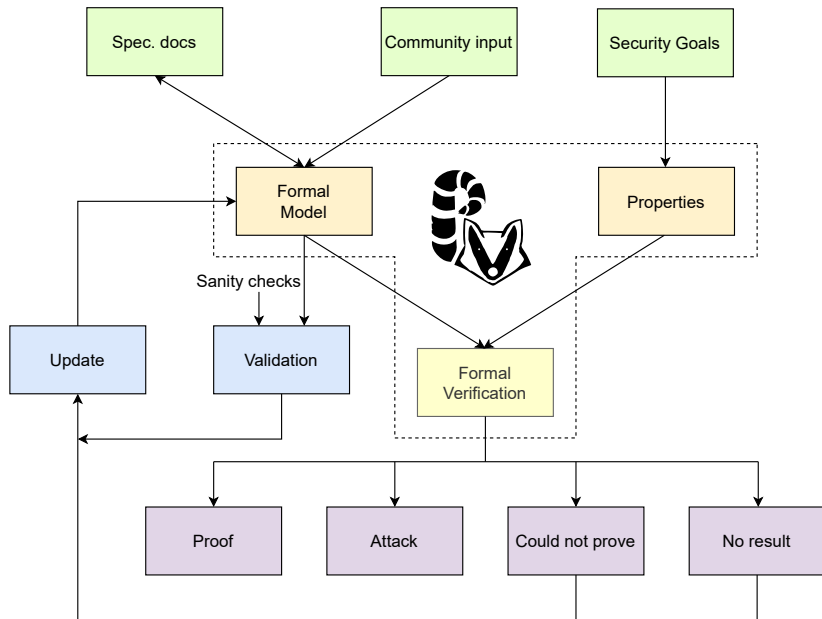 Spec. docs
Community input
Security Goals
Formal
Model
Properties
Sanity checks
Update
Validation
Formal
Verification
Proof
Attack
Could not prove
No result